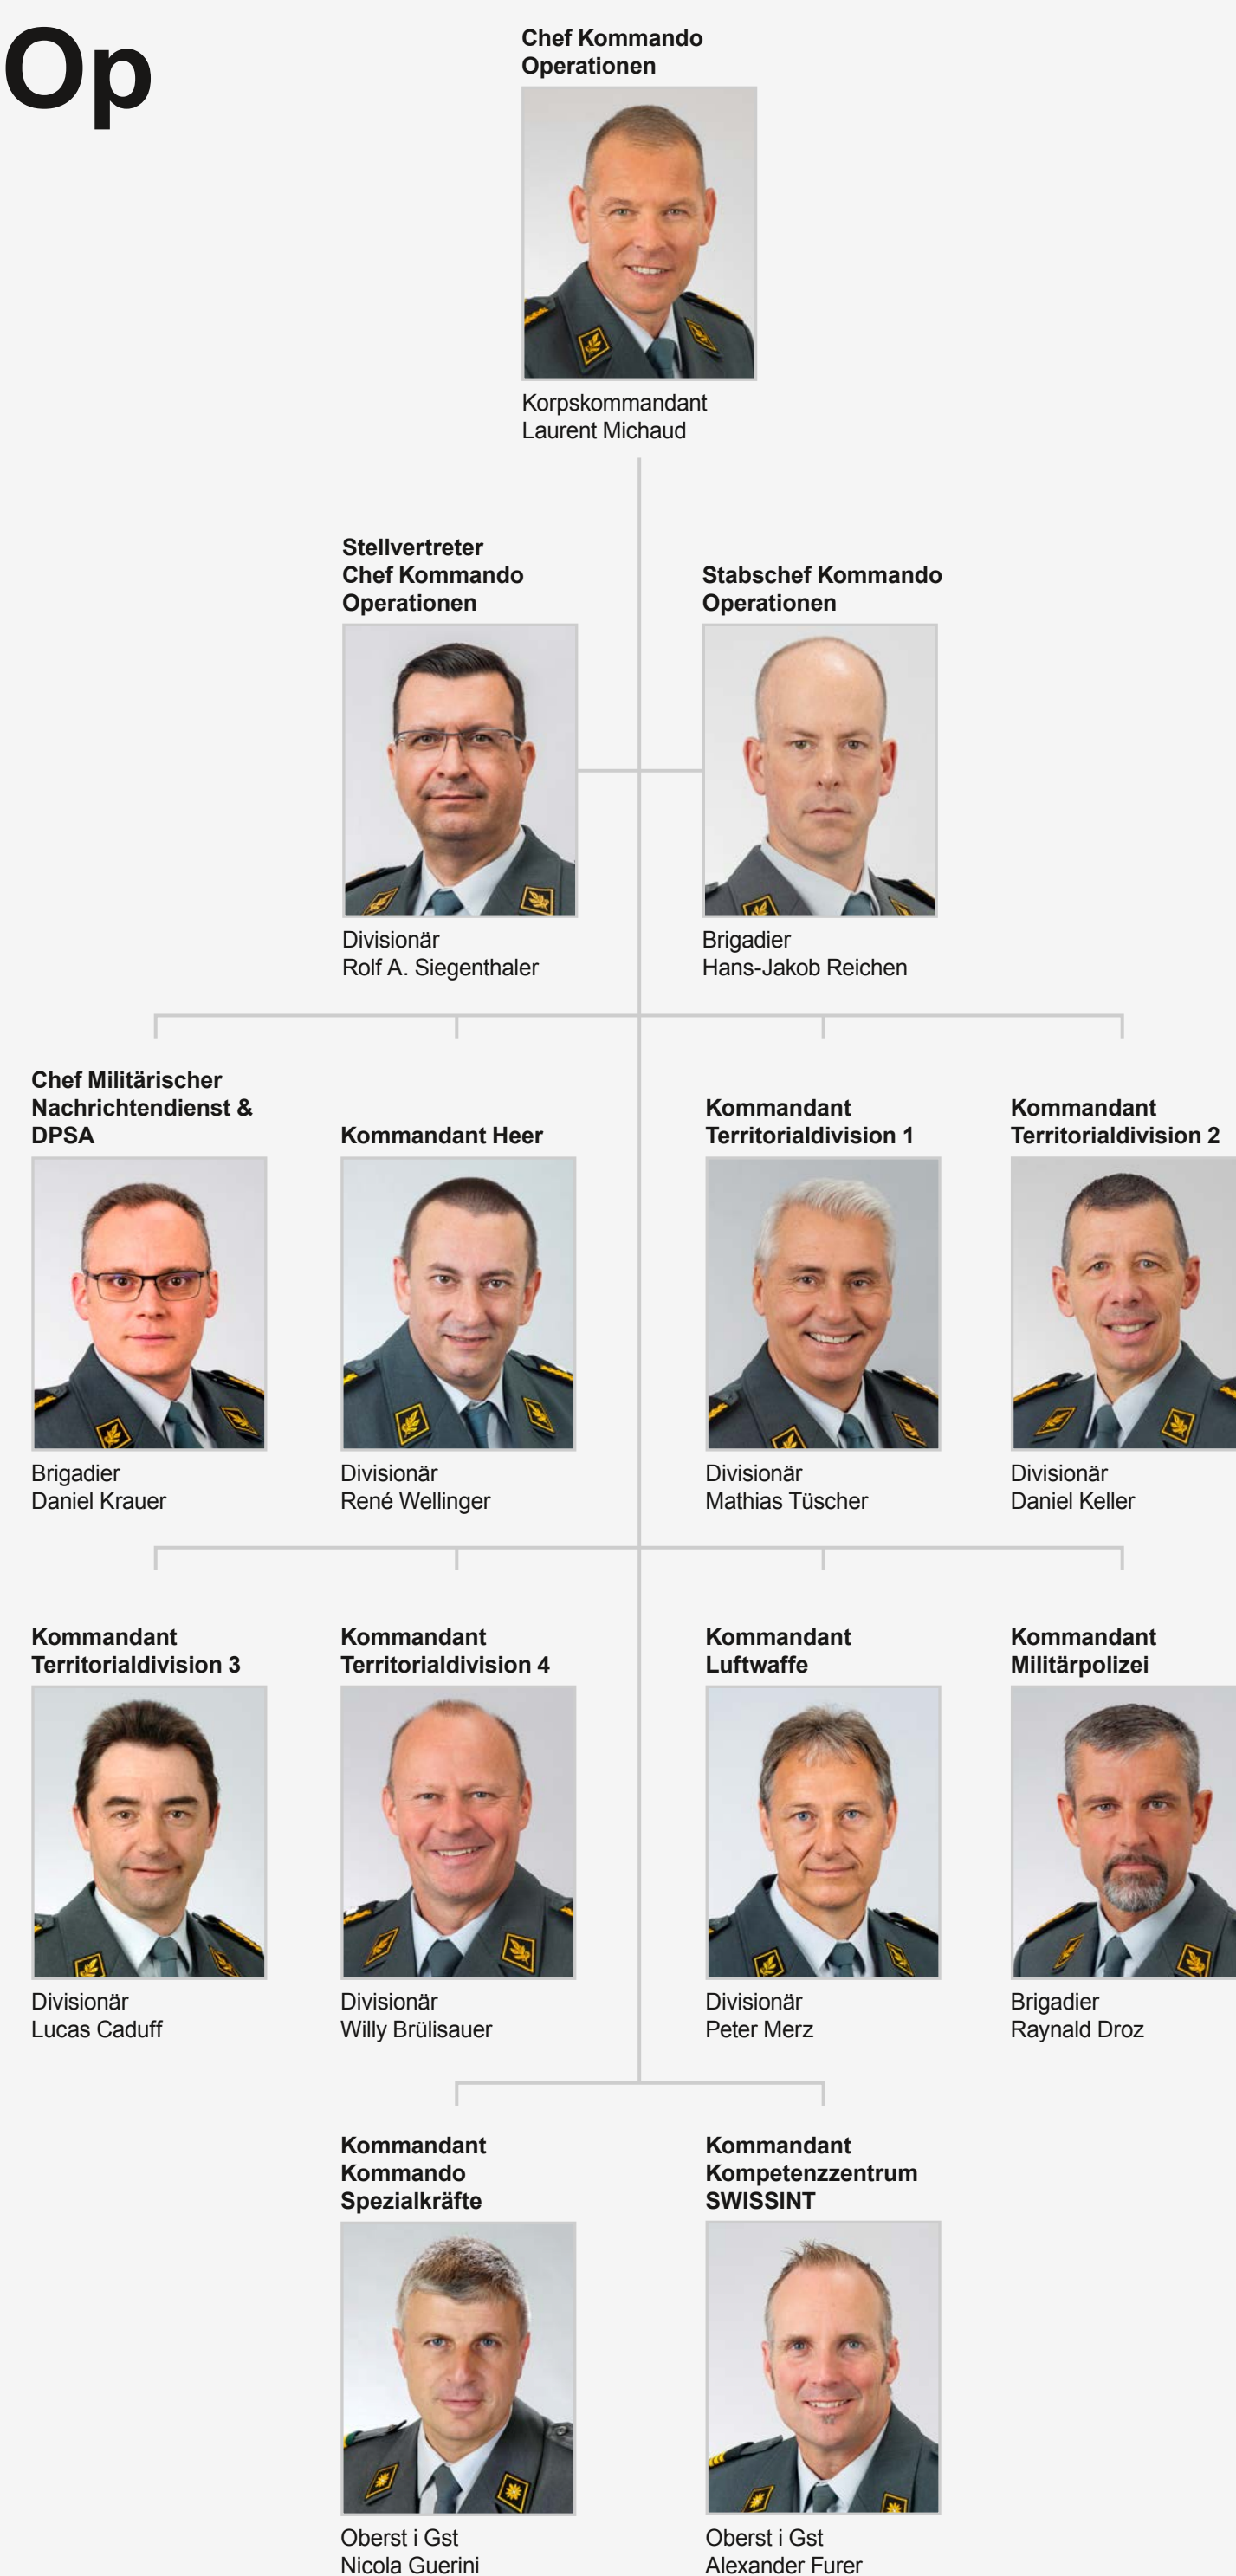 Op
Chef Kommando
Operationen
Korpskommandant
Laurent Michaud
Stellvertreter
Chef Kommando
Operationen
Divisionär
Rolf A. Siegenthaler
Stabschef Kommando
Operationen
Brigadier
Hans-Jakob Reichen
Chef Militärischer
Nachrichtendienst &
DPSA
Brigadier
Daniel Krauer
Kommandant Heer
Divisionär
René Wellinger
Kommandant
Territorialdivision 1
Divisionär
Mathias Tüscher
Kommandant
Territorialdivision 2
Divisionär
Daniel Keller
Kommandant
Territorialdivision 3
Divisionär
Lucas Caduff
Kommandant
Territorialdivision 4
Divisionär
Willy Brülisauer
Kommandant
Luftwaffe
Divisionär
Peter Merz
Kommandant
Militärpolizei
Brigadier
Raynald Droz
Kommandant
Kommando
Spezialkräfte
Oberst i Gst
Nicola Guerini
Kommandant
Kompetenzzentrum
SWISSINT
Oberst i Gst
Alexander Furer